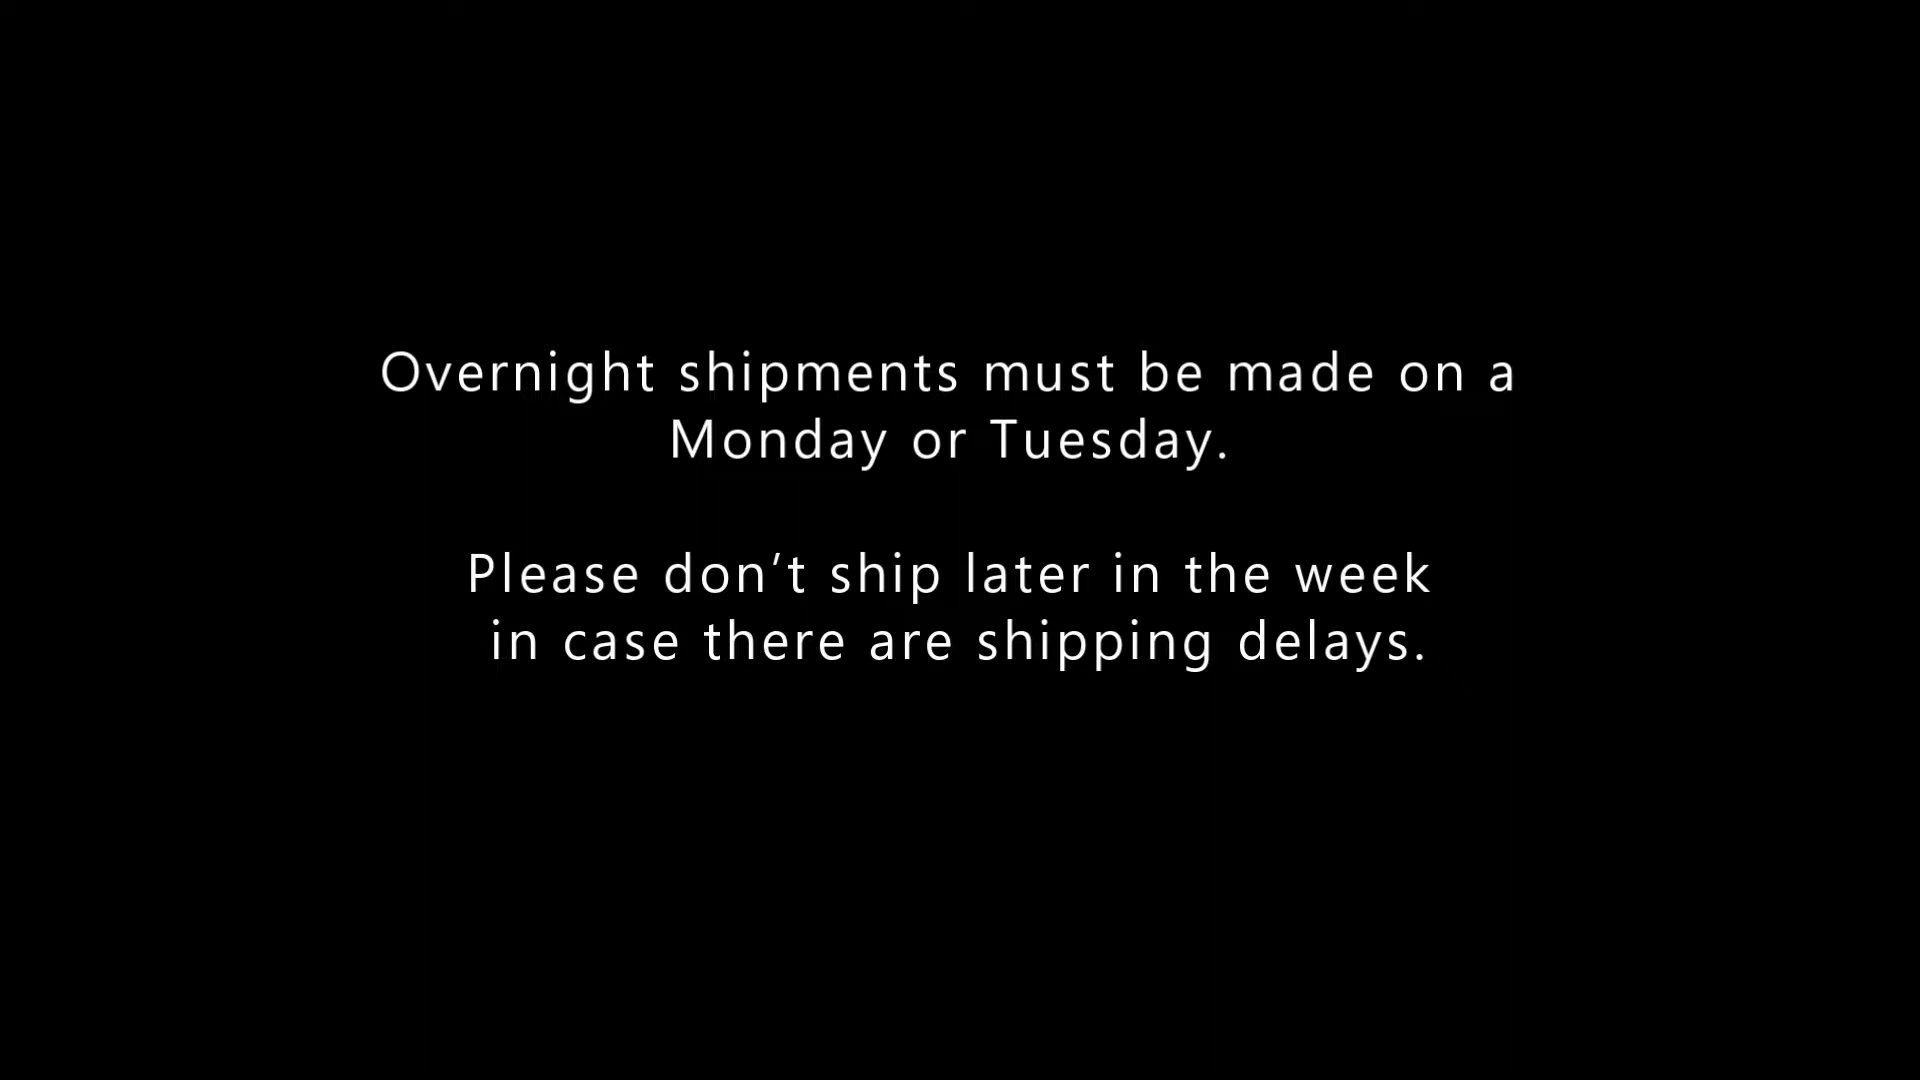 Overnight shipments must be made on a
Monday or Tuesday.
Please don’t ship later in the week
in case there are shipping delays.